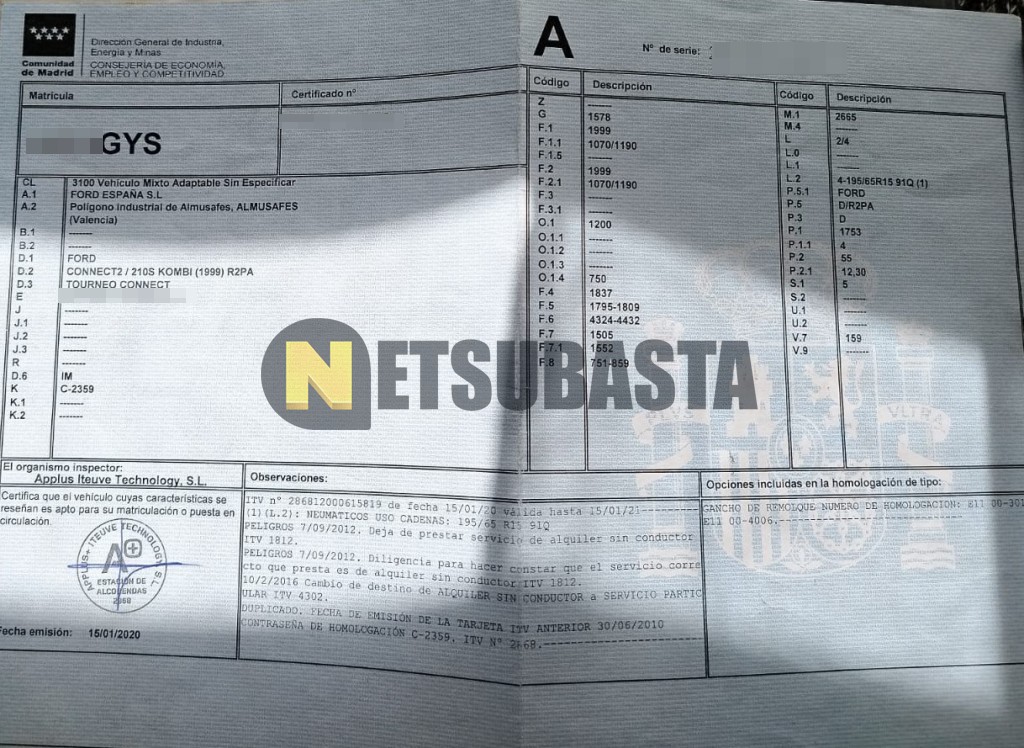 Comunidad
de Madrid
Dirección General de Industria,
Energía y Minas
CONSEJERIA DE ECONOMÍA,
EMPLEO Y COMPETITIVIDAD
A
Nº de serie:
Matrícula
Certificado nº
GYS
CL 3100 Vehículo Mixto Adaptable Sin Especificar
A.1 FORD ESPAÑA S.L
A.2 Polígono industrial de Almusafes, ALMUSAFES
(Valencia)
B.1 -------
B.2 -------
D.1 FORD
D.2 CONNECT2 / 210S KOMBI (1999) R2PA
D.3 TOURNEO CONNECT
E
J -------
J.1 -------
J.2 -------
J.3 -------
R -------
D.6 IM
K C-2359
K.1 -------
K.2 -------
Código Descripción
Z -------
G 1578
F.1 1999
F.1.1 1070/1190
F.1.5 -------
F.2 1999
F.2.1 1070/1190
F.3 -------
F.3.1 -------
O.1 1200
O.1.1 -------
O.1.2 -------
O.1.3 -------
O.1.4 750
F.4 1837
F.5 1795-1809
F.6 4324-4432
F.7 1505
F.7.1 1552
F.8 751-859
Código Descripción
M.1 2665
M.4 -------
L 2/4
L.0 -------
L.1 -------
L.2 4-195/65R15 91Q (1)
P.5.1 FORD
P.5 D/R2PA
P.3 D
P.1 1753
P.1.1 4
P.2 55
P.2.1 12,30
S.1 5
S.2 -------
U.1 -------
U.2 -------
V.7 159
V.9 -------
NETSUBASTA
PLVS VLTRA
El organismo inspector:
Applus Iteuve Technology, S.L.
Certifica que el vehículo cuyas características se
reseñan es apto para su matriculación o puesta en
circulación.
APPLUS+ ITEUVE TECHNOLOGY S.L.
A+
ESTACIÓN DE
ALCOBENDAS
2868
Fecha emisión: 15/01/2020
Observaciones:
ITV nº 286812000615819 de fecha 15/01/20 válida hasta 15/01/21------
(1)(L.2): NEUMATICOS USO CADENAS: 195/65 R15 91Q
PELIGROS 7/09/2012. Deja de prestar servicio de alquiler sin conductor
ITV 1812.
PELIGROS 7/09/2012. Diligencia para hacer constar que el servicio corre
cto que presta es de alquiler sin conductor ITV 1812.
10/2/2016 Cambio de destino de ALQUILER SIN CONDUCTOR a SERVICIO PARTIC
ULAR ITV 4302.
DUPLICADO. FECHA DE EMISIÓN DE LA TARJETA ITV ANTERIOR 30/06/2010
CONTRASEÑA DE HOMOLOGACIÓN C-2359. ITV Nº 2868.
Opciones incluidas en la homologación de tipo:
GANCHO DE REMOLQUE NUMERO DE HOMOLOGACION: E11 00-301
E11 00-4006.